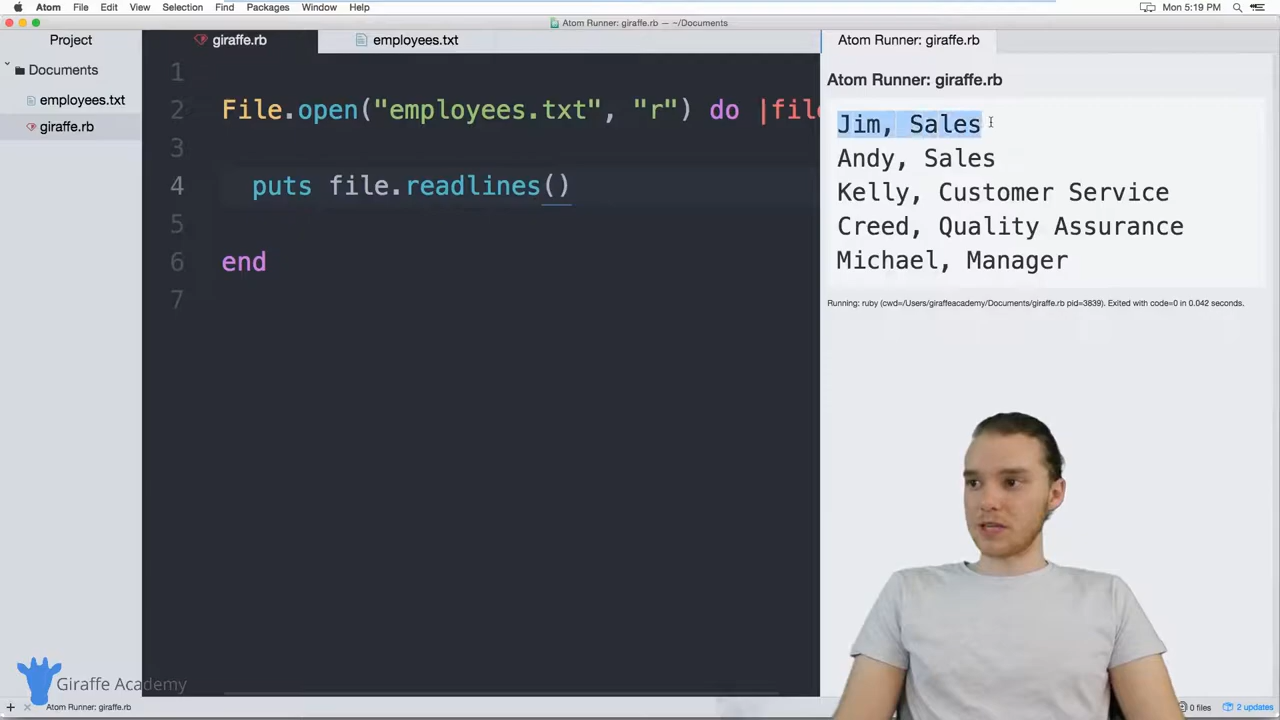 Atom File Edit View Selection Find Packages Window Help
Mon 5:19 PM
Atom Runner: giraffe.rb — ~/Documents
Project
giraffe.rb
employees.txt
Atom Runner: giraffe.rb
Documents
employees.txt
giraffe.rb
1
2 File.open("employees.txt", "r") do |file
3
4 puts file.readlines()
5
6 end
7
Atom Runner: giraffe.rb
Jim, Sales
Andy, Sales
Kelly, Customer Service
Creed, Quality Assurance
Michael, Manager
Running: ruby (cwd=/Users/giraffeacademy/Documents/giraffe.rb pid=3839). Exited with code=0 in 0.042 seconds.
Giraffe Academy
Atom Runner: giraffe.rb
0 files
2 updates